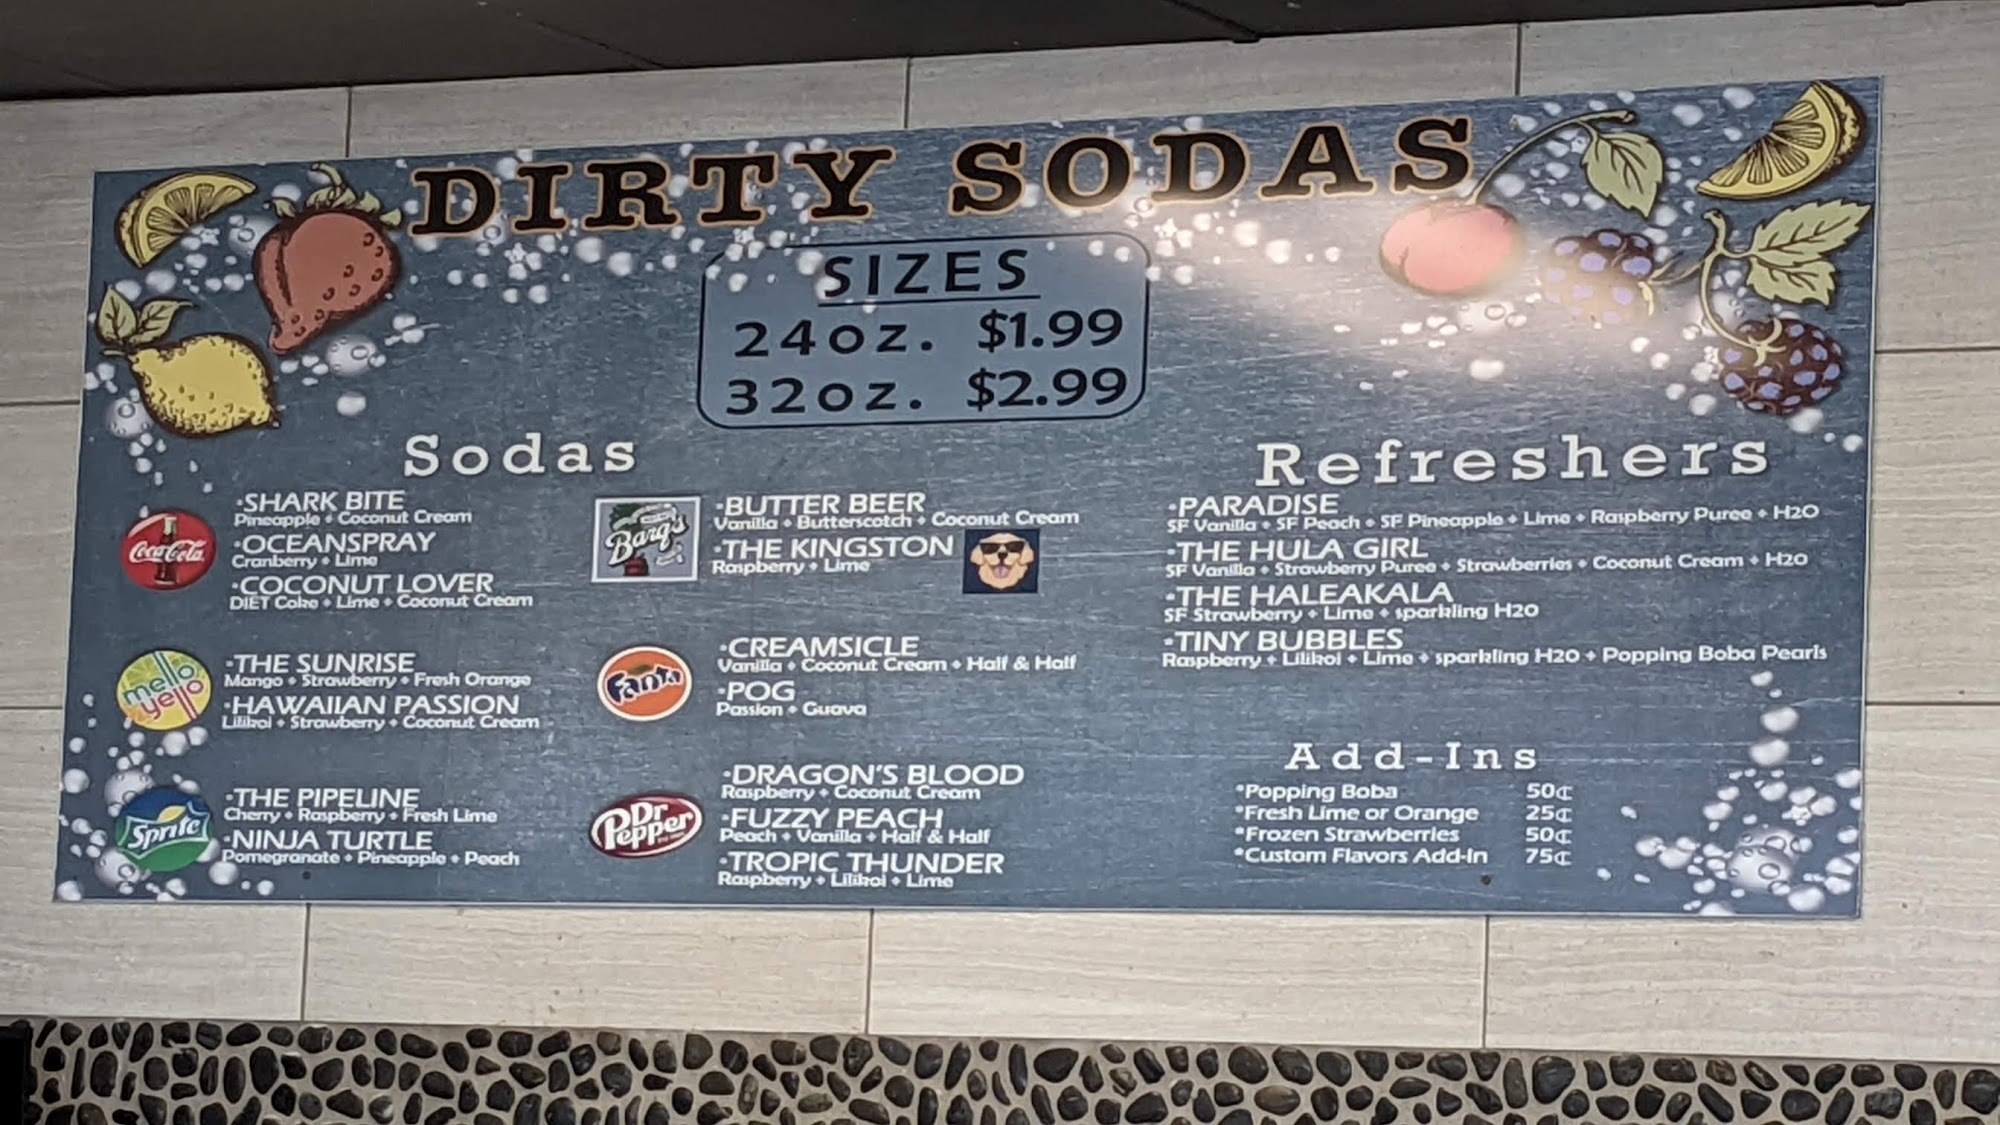 DIRTY SODAS
SIZES
24oz. $1.99
32oz. $2.99
Sodas
Coca-Cola
•SHARK BITE
Pineapple • Coconut Cream
•OCEANSPRAY
Cranberry • Lime
•COCONUT LOVER
DIET Coke • Lime • Coconut Cream
mello
yello
•THE SUNRISE
Mango • Strawberry • Fresh Orange
•HAWAIIAN PASSION
Lilikoi • Strawberry • Coconut Cream
Sprite
•THE PIPELINE
Cherry • Raspberry • Fresh Lime
•NINJA TURTLE
Pomegranate • Pineapple • Peach
Barq's
•BUTTER BEER
Vanilla • Butterscotch • Coconut Cream
•THE KINGSTON
Raspberry • Lime
Fanta
•CREAMSICLE
Vanilla • Coconut Cream • Half & Half
•POG
Passion • Guava
Dr
Pepper
•DRAGON'S BLOOD
Raspberry • Coconut Cream
•FUZZY PEACH
Peach • Vanilla • Half & Half
•TROPIC THUNDER
Raspberry • Lilikoi • Lime
Refreshers
•PARADISE
SF Vanilla • SF Peach • SF Pineapple • Lime • Raspberry Puree • H2O
•THE HULA GIRL
SF Vanilla • Strawberry Puree • Strawberries • Coconut Cream • H2O
•THE HALEAKALA
SF Strawberry • Lime • sparkling H2O
•TINY BUBBLES
Raspberry • Lilikoi • Lime • sparkling H2O • Popping Boba Pearls
Add-Ins
*Popping Boba 50¢
*Fresh Lime or Orange 25¢
*Frozen Strawberries 50¢
*Custom Flavors Add-In 75¢